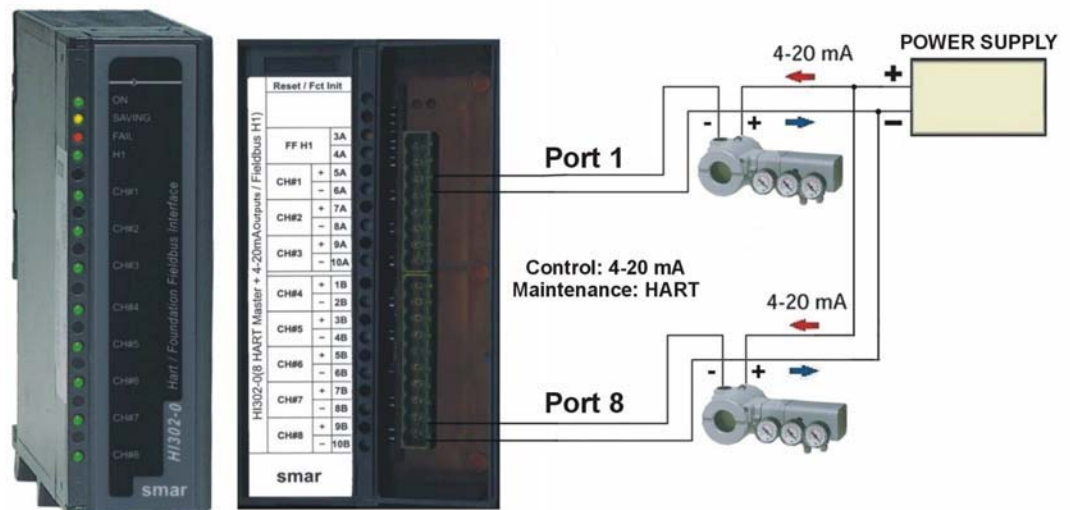 ON
SAVING
FAIL
H1
CH#1
CH#2
CH#3
CH#4
CH#5
CH#6
CH#7
CH#8
Hart / Foundation Fieldbus Interface
HI302-0
smar
Reset / Fct Init
HI302-0(8 HART Master + 4-20mAoutputs / Fieldbus H1)
FF H1
3A
4A
CH#1 + 5A
- 6A
CH#2 + 7A
- 8A
CH#3 + 9A
- 10A
CH#4 + 1B
- 2B
CH#5 + 3B
- 4B
CH#6 + 5B
- 6B
CH#7 + 7B
- 8B
CH#8 + 9B
- 10B
smar
POWER SUPPLY
4-20 mA
+
-
- +
Port 1
Control: 4-20 mA
Maintenance: HART
4-20 mA
- +
Port 8